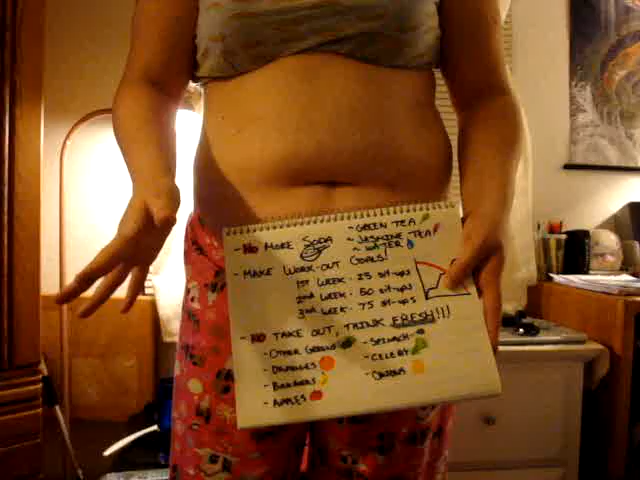 - No MORE SODA
~ GREEN TEA
~ JASMINE TEA
~ WATER
- MAKE WORK-OUT GOALS!
1ST WEEK - 25 sit-ups
2nd WEEK - 50 sit-ups
3rd WEEK - 75 sit-ups
- NO TAKE OUT, THINK FRESH!!!
- OTHER GREENS
- SPINACH
- ORANGES
- CELERY
- BANANAS
- APPLES